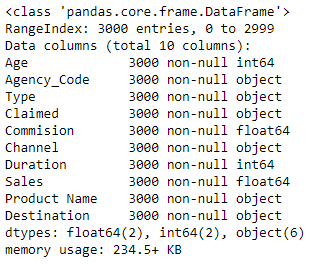 <class 'pandas.core.frame.DataFrame'>
RangeIndex: 3000 entries, 0 to 2999
Data columns (total 10 columns):
Age             3000 non-null int64
Agency_Code     3000 non-null object
Type            3000 non-null object
Claimed         3000 non-null object
Commision       3000 non-null float64
Channel         3000 non-null object
Duration        3000 non-null int64
Sales           3000 non-null float64
Product Name    3000 non-null object
Destination     3000 non-null object
dtypes: float64(2), int64(2), object(6)
memory usage: 234.5+ KB